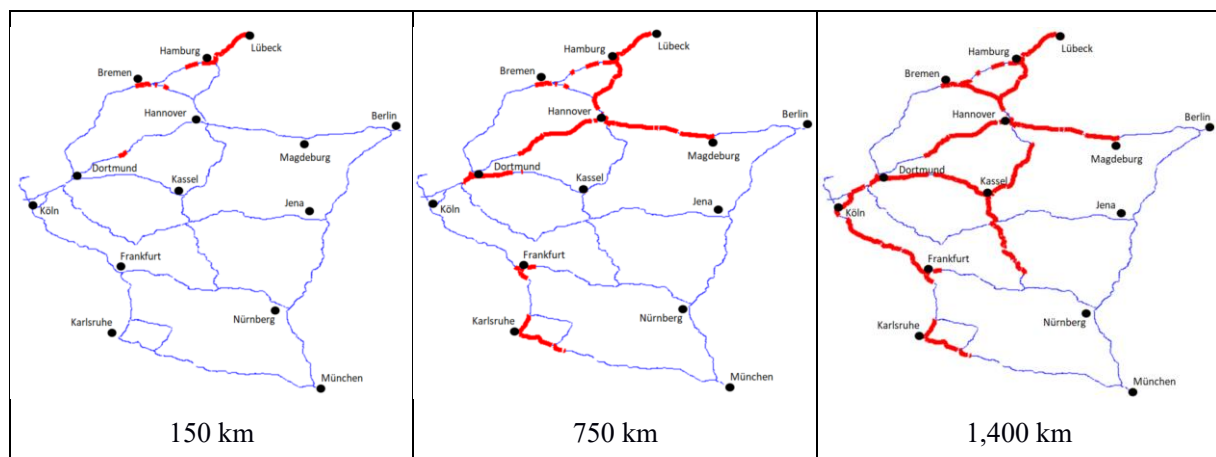 Hamburg
Lübeck
Bremen
Hannover
Berlin
Magdeburg
Dortmund
Kassel
Jena
Köln
Frankfurt
Nürnberg
Karlsruhe
München
150 km
Hamburg
Lübeck
Bremen
Hannover
Berlin
Magdeburg
Dortmund
Kassel
Jena
Köln
Frankfurt
Nürnberg
Karlsruhe
München
750 km
Hamburg
Lübeck
Bremen
Hannover
Berlin
Magdeburg
Dortmund
Kassel
Jena
Köln
Frankfurt
Nürnberg
Karlsruhe
München
1,400 km